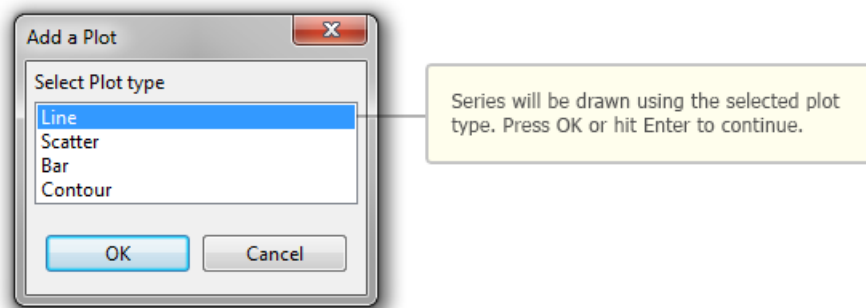 Add a Plot
Select Plot type
Line
Scatter
Bar
Contour
OK
Cancel
Series will be drawn using the selected plot
type. Press OK or hit Enter to continue.